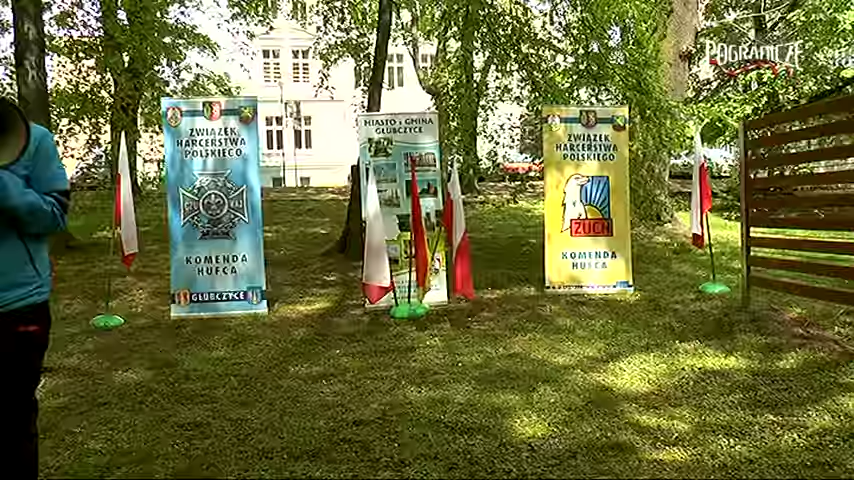 POGRANICZE
ZWIĄZEK
HARCERSTWA
POLSKIEGO
KOMENDA
HUFCA
GŁUBCZYCE
MIASTO i GMINA
GŁUBCZYCE
ZWIĄZEK
HARCERSTWA
POLSKIEGO
ZUCH
KOMENDA
HUFCA